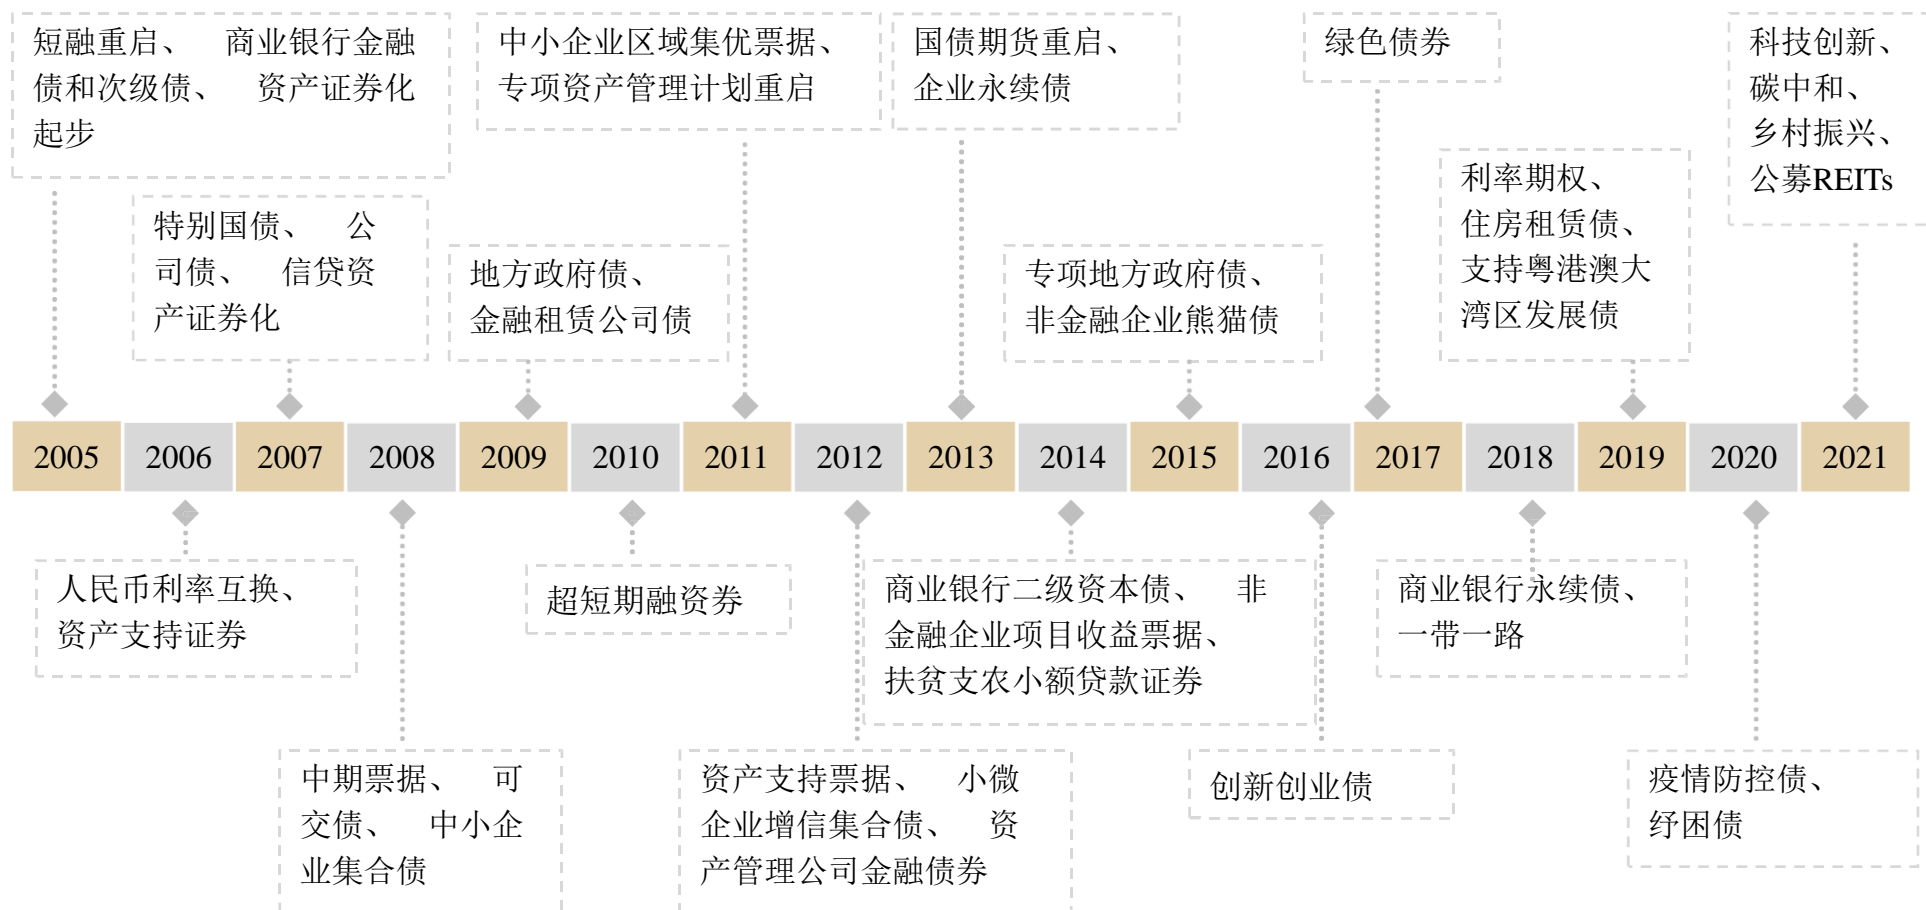 短融重启、 商业银行金融
债和次级债、 资产证券化
起步
中小企业区域集优票据、
专项资产管理计划重启
国债期货重启、
企业永续债
绿色债券
科技创新、
碳中和、
乡村振兴、
公募REITs
特别国债、 公
司债、 信贷资
产证券化
地方政府债、
金融租赁公司债
专项地方政府债、
非金融企业熊猫债
利率期权、
住房租赁债、
支持粤港澳大
湾区发展债
2005 2006 2007 2008 2009 2010 2011 2012 2013 2014 2015 2016 2017 2018 2019 2020 2021
人民币利率互换、
资产支持证券
超短期融资券
商业银行二级资本债、 非
金融企业项目收益票据、
扶贫支农小额贷款证券
商业银行永续债、
一带一路
中期票据、 可
交债、 中小企
业集合债
资产支持票据、 小微
企业增信集合债、 资
产管理公司金融债券
创新创业债
疫情防控债、
纾困债